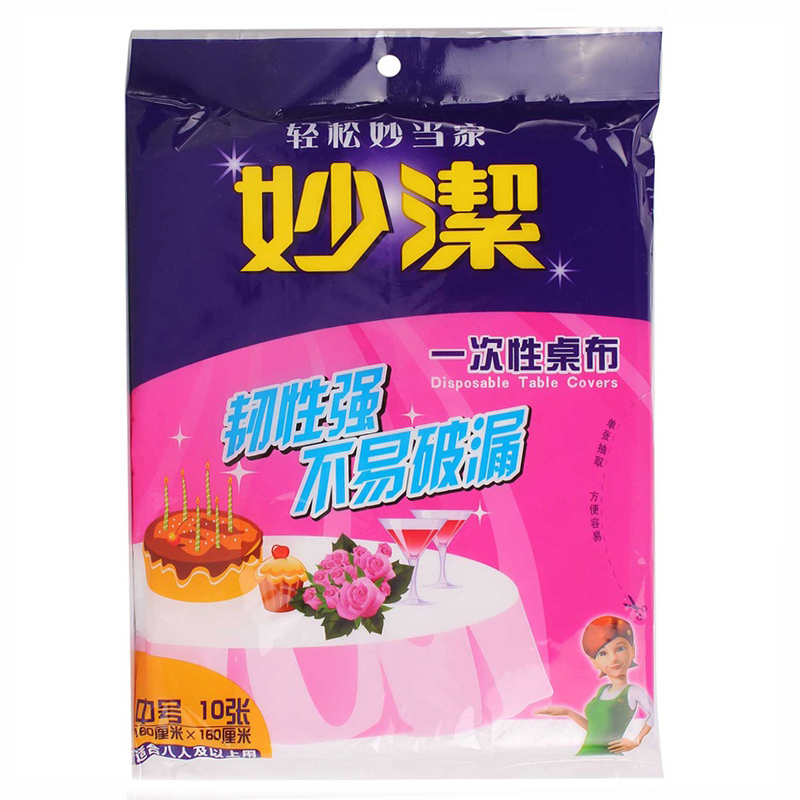 轻松妙当家
妙潔
一次性桌布
Disposable Table Covers
韧性强
不易破漏
单张抽取 方便容易
中号 10张
160厘米×160厘米
适合八人及以上用